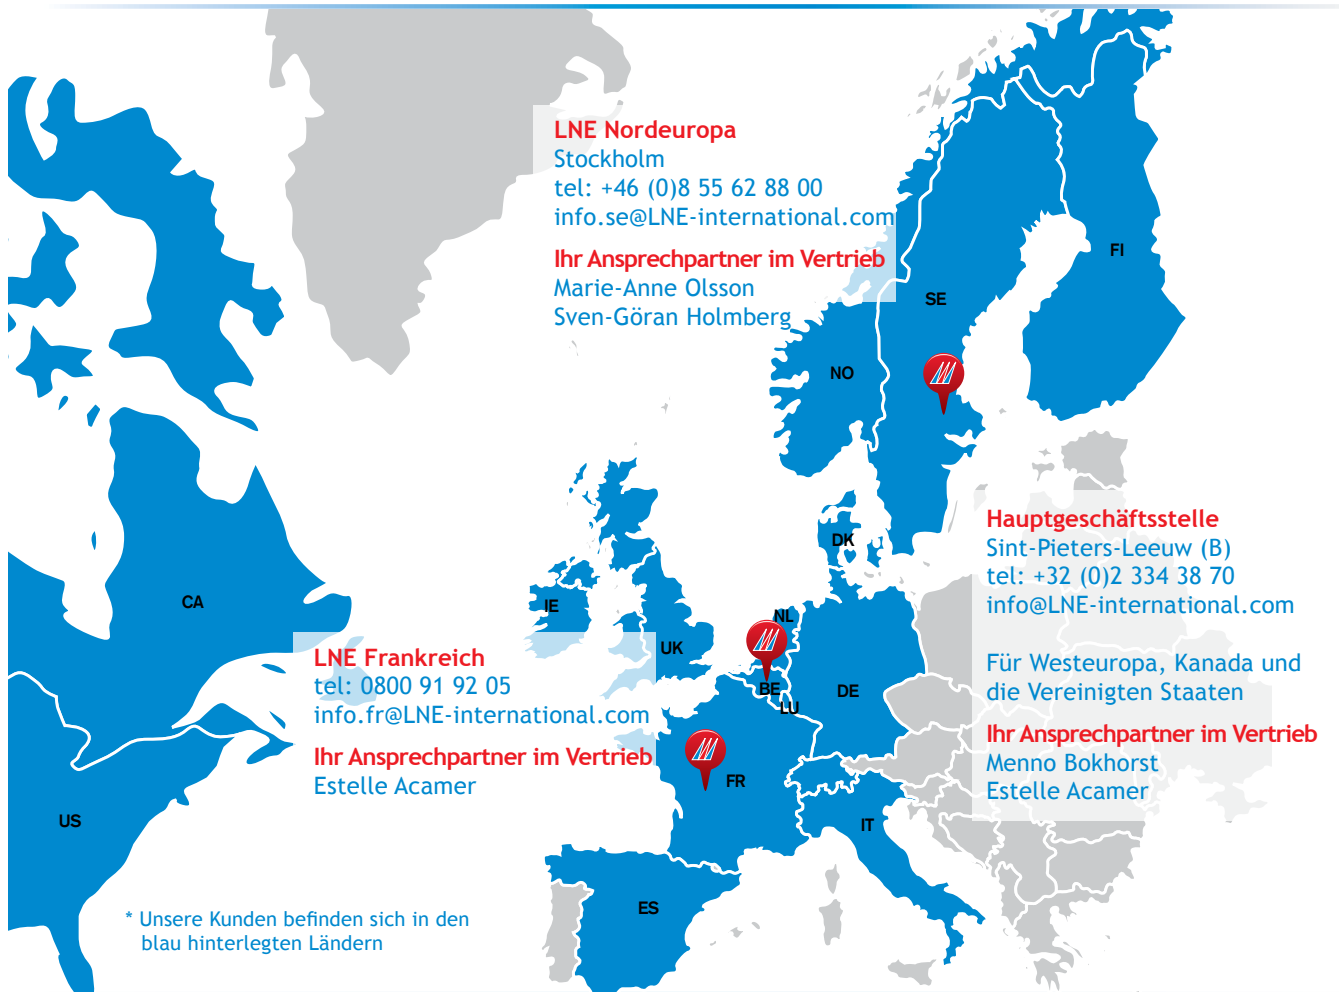 LNE Nordeuropa
Stockholm
tel: +46 (0)8 55 62 88 00
info.se@LNE-international.com
Ihr Ansprechpartner im Vertrieb
Marie-Anne Olsson
Sven-Göran Holmberg
FI
SE
NO
Hauptgeschäftsstelle
Sint-Pieters-Leeuw (B)
tel: +32 (0)2 334 38 70
info@LNE-international.com
Für Westeuropa, Kanada und
die Vereinigten Staaten
Ihr Ansprechpartner im Vertrieb
Menno Bokhorst
Estelle Acamer
DK
CA
IE
NL
UK
BE
DE
LU
LNE Frankreich
tel: 0800 91 92 05
info.fr@LNE-international.com
Ihr Ansprechpartner im Vertrieb
Estelle Acamer
FR
US
IT
ES
* Unsere Kunden befinden sich in den
blau hinterlegten Ländern